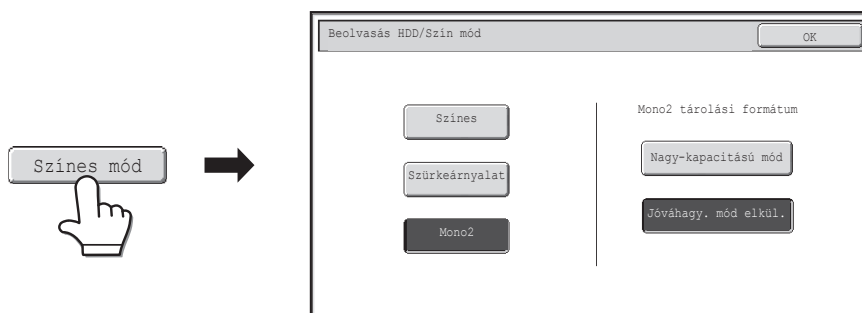 Beolvasás HDD/Szín mód
OK
Színes mód
Színes
Szürkeárnyalat
Mono2
Mono2 tárolási formátum
Nagy-kapacitású mód
Jóváhagy. mód elkül.